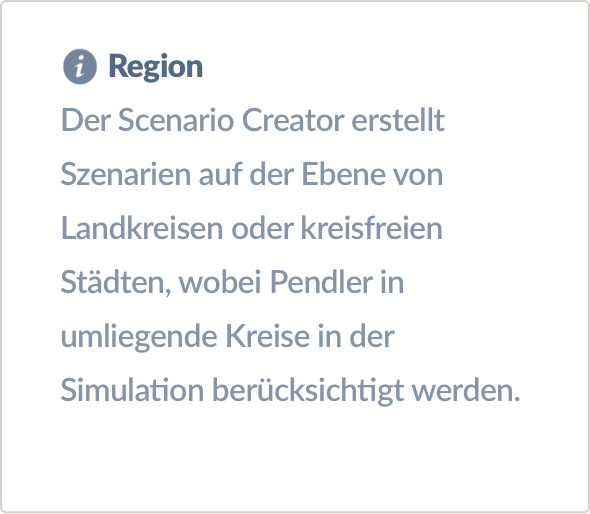 Region
Der Scenario Creator erstellt
Szenarien auf der Ebene von
Landkreisen oder kreisfreien
Städten, wobei Pendler in
umliegende Kreise in der
Simulation berücksichtigt werden.